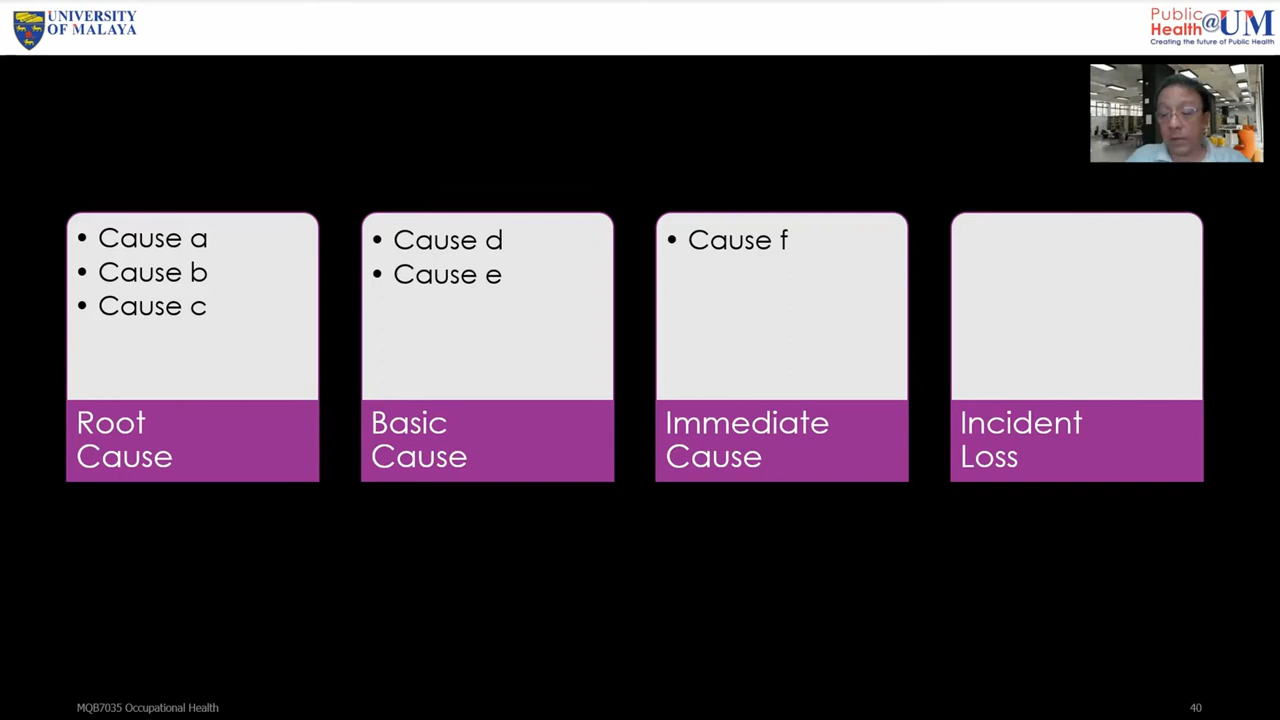 UNIVERSITY
OF MALAYA
Public
Health@UM
Creating the future of Public Health
• Cause a
• Cause b
• Cause c
Root
Cause
• Cause d
• Cause e
Basic
Cause
• Cause f
Immediate
Cause
Incident
Loss
MQB7035 Occupational Health
40